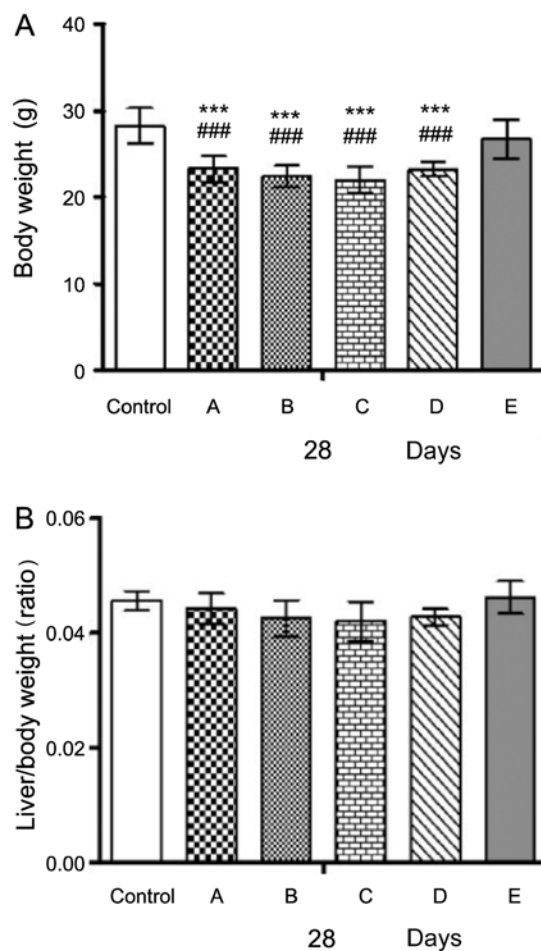 A
Body weight (g)
40
30
20
10
0
*** *** *** ***
### ### ### ###
Control A B C D E
28 Days
B
Liver/body weight (ratio)
0.06
0.04
0.02
0.00
Control A B C D E
28 Days